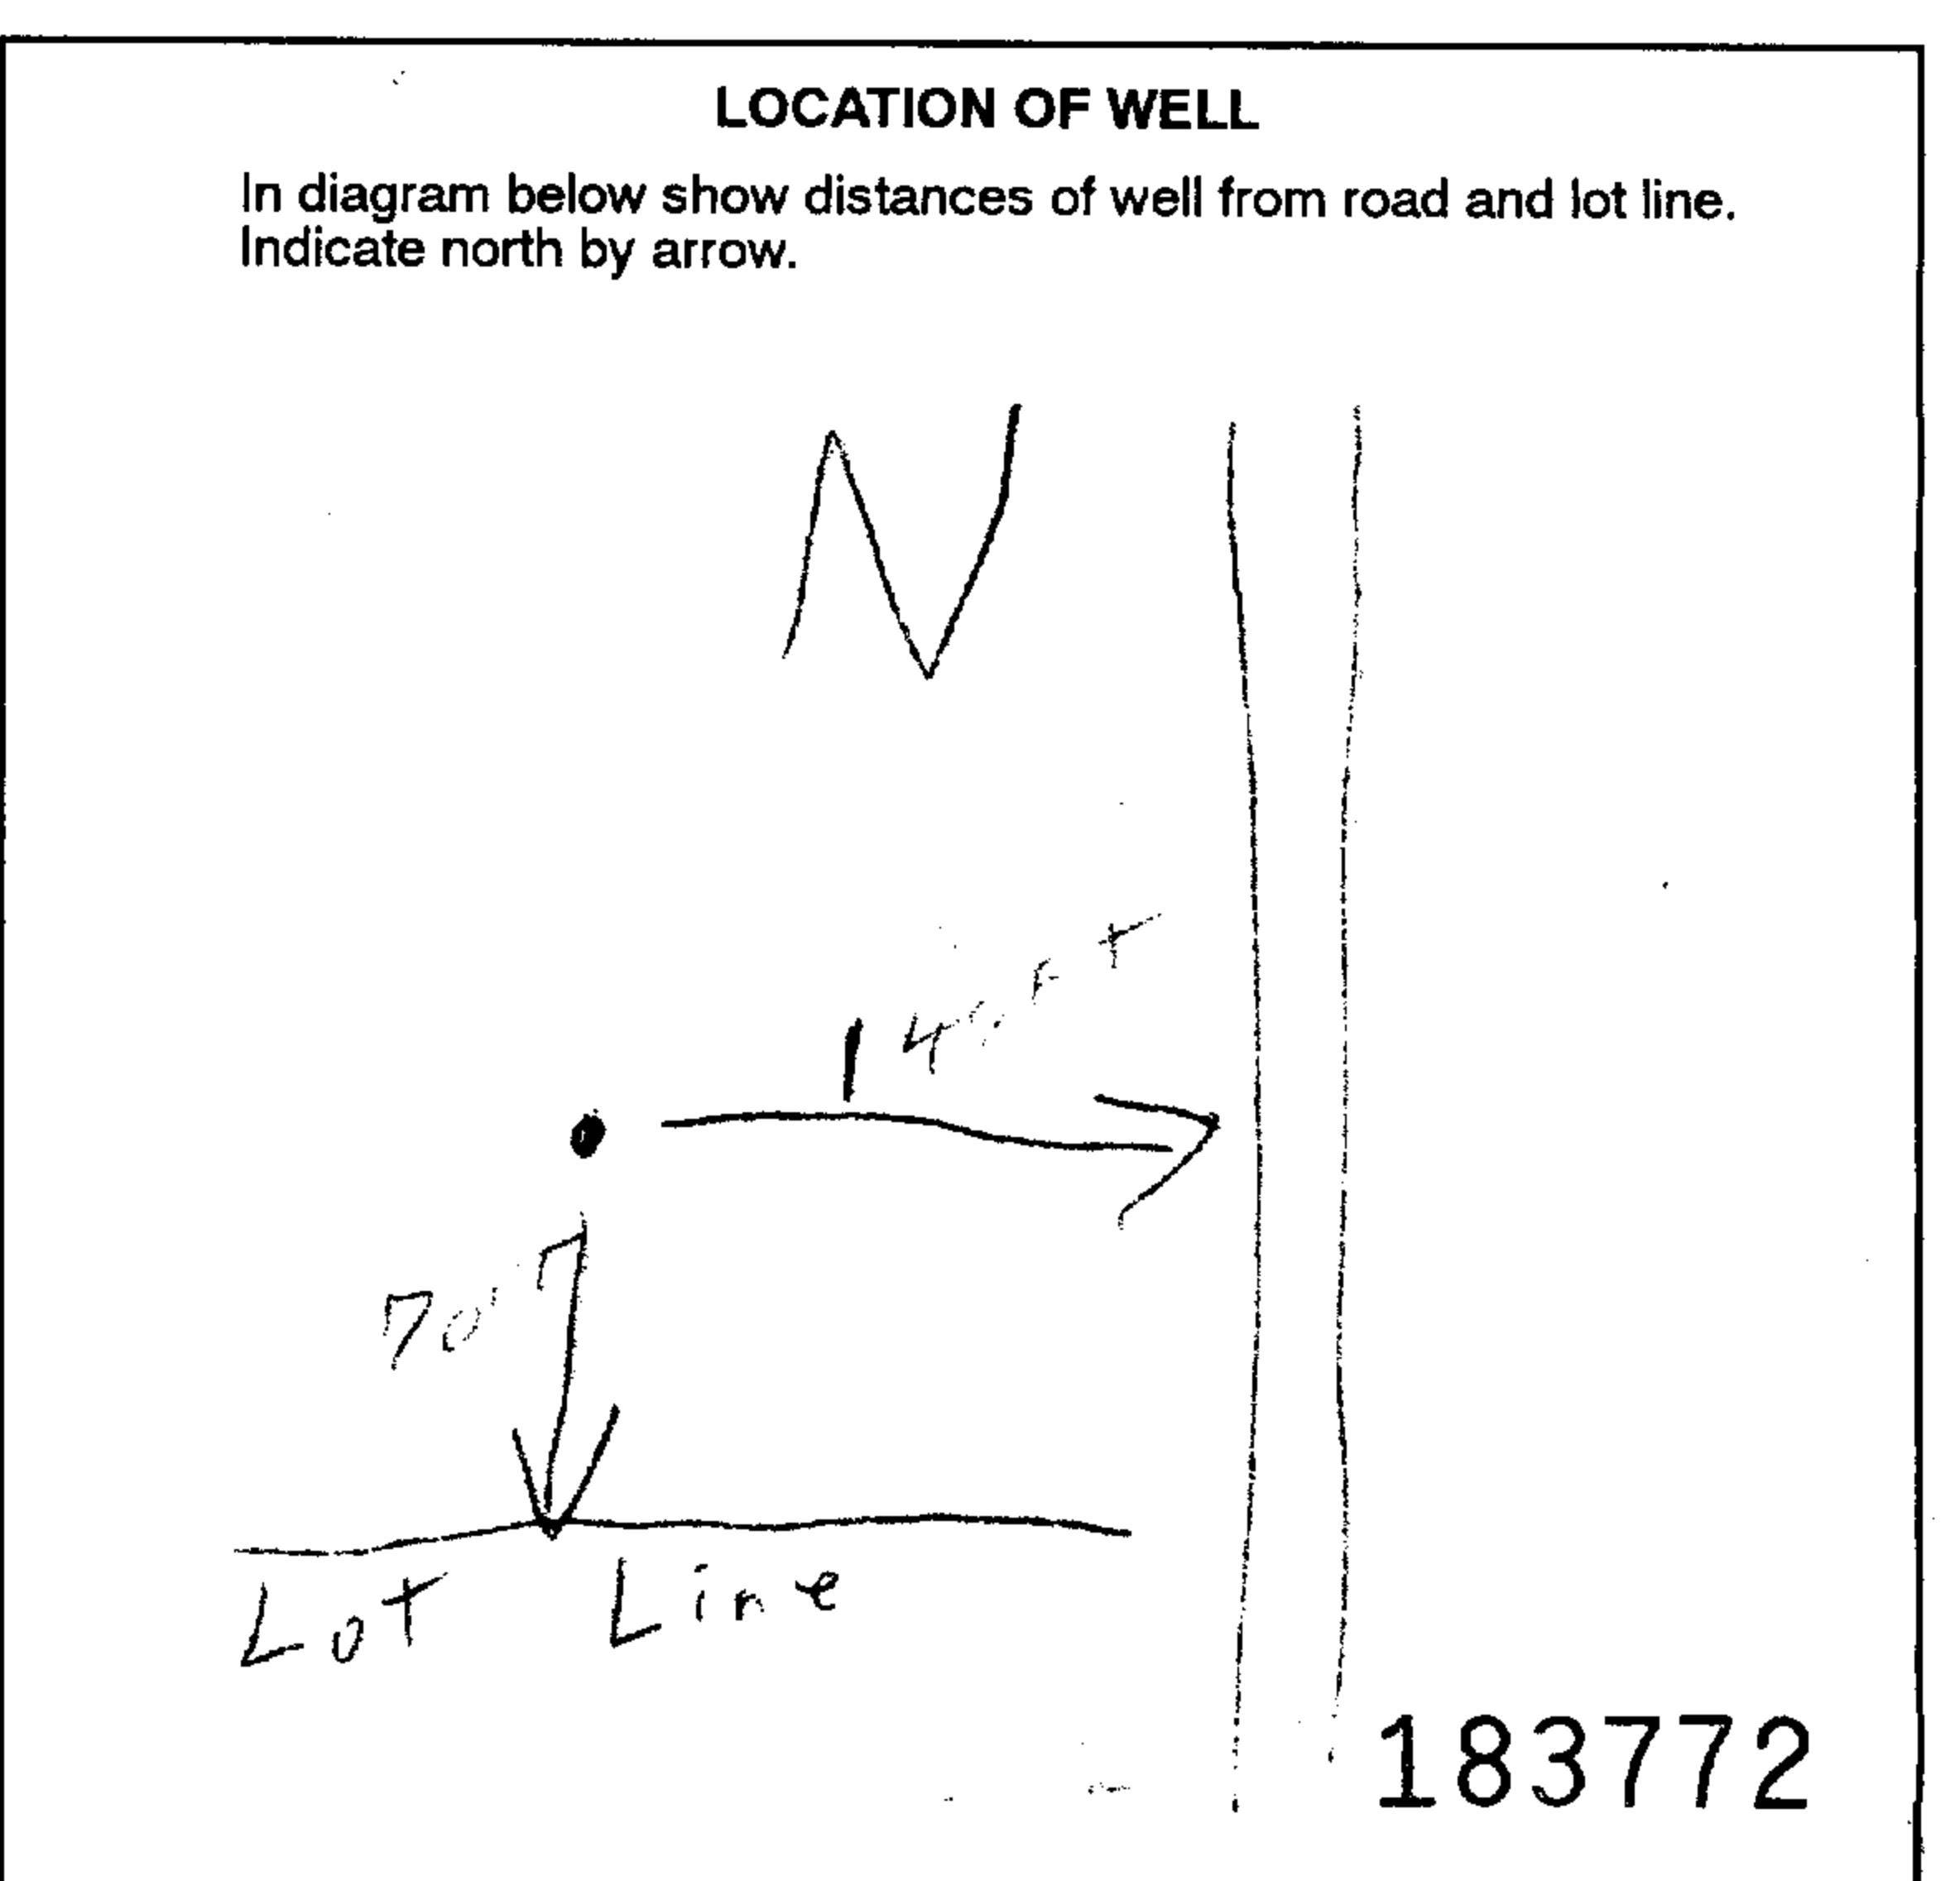 LOCATION OF WELL
In diagram below show distances of well from road and lot line.
Indicate north by arrow.
N
70'
Lot Line
183772